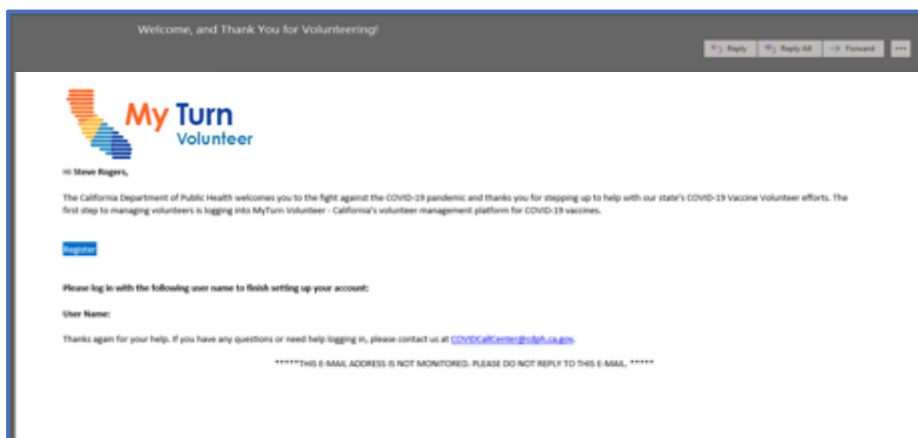 Welcome, and Thank You for Volunteering!
Reply Reply All Forward ...
My Turn
Volunteer
Hi Steve Rogers,
The California Department of Public Health welcomes you to the fight against the COVID-19 pandemic and thanks you for stepping up to help with our state's COVID-19 Vaccine Volunteer efforts. The
first step to managing volunteers is logging into MyTurn Volunteer - California's volunteer management platform for COVID-19 vaccines.
Register
Please log in with the following user name to finish setting up your account:
User Name:
Thanks again for your help. If you have any questions or need help logging in, please contact us at COVIDCallCenter@cdph.ca.gov.
*****THIS E-MAIL ADDRESS IS NOT MONITORED. PLEASE DO NOT REPLY TO THIS E-MAIL. *****